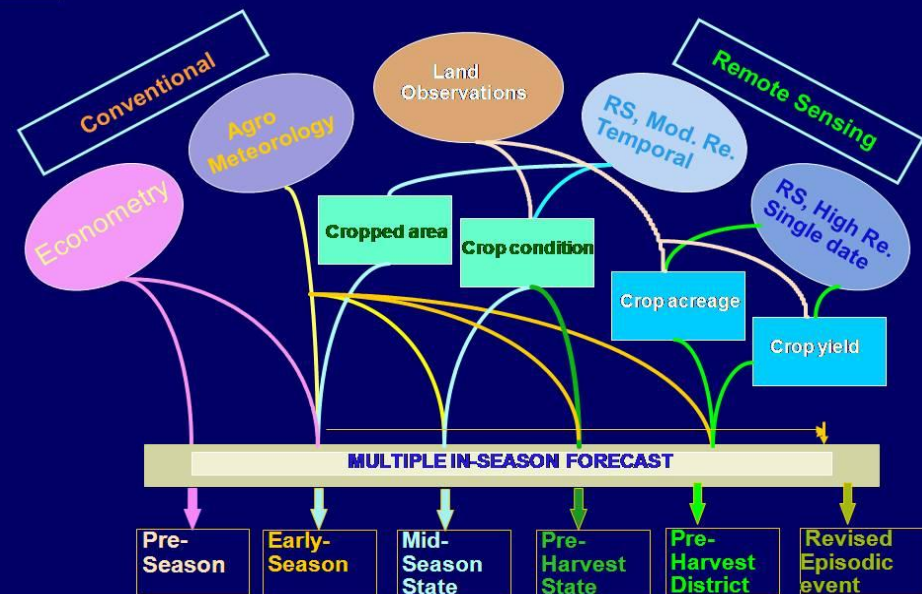 Conventional
Land
Observations
Remote Sensing
Agro
Meteorology
RS, Mod. Re.
Temporal
Econometry
RS, High Re.
Single date
Cropped area
Crop condition
Crop acreage
Crop yield
MULTIPLE IN-SEASON FORECAST
Pre-
Season
Early-
Season
Mid-
Season
State
Pre-
Harvest
State
Pre-
Harvest
District
Revised
Episodic
event